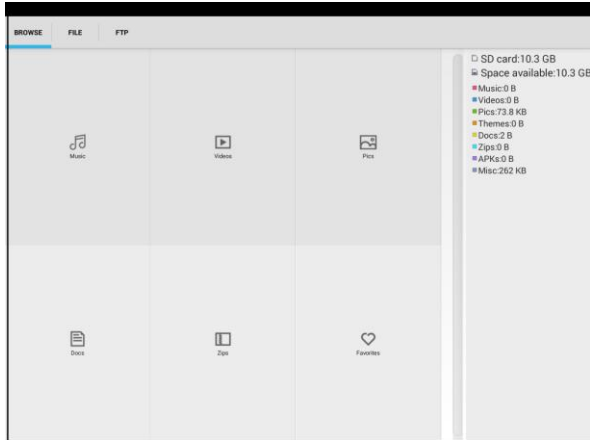 BROWSE FILE FTP
Music
Videos
Pics
Docs
Zips
Favorites
SD card:10.3 GB
Space available:10.3 GB
Music:0 B
Videos:0 B
Pics:73.8 KB
Themes:0 B
Docs:2 B
Zips:0 B
APKs:0 B
Misc:262 KB